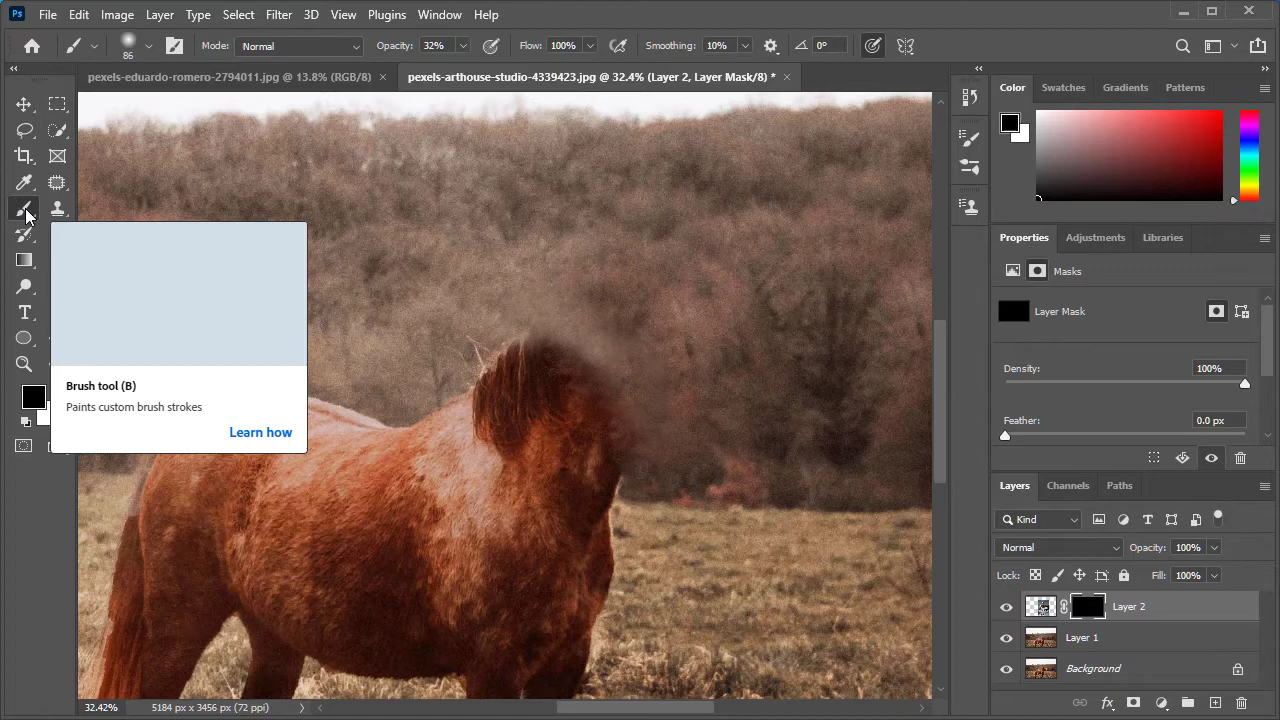 Ps File Edit Image Layer Type Select Filter 3D View Plugins Window Help
86 Mode: Normal Opacity: 32% Flow: 100% Smoothing: 10% 0°
pexels-eduardo-romero-2794011.jpg @ 13.8% (RGB/8) pexels-arthouse-studio-4339423.jpg @ 32.4% (Layer 2, Layer Mask/8) *
Color Swatches Gradients Patterns
Properties Adjustments Libraries
Masks
Layer Mask
Density: 100%
Feather: 0.0 px
Brush tool (B)
Paints custom brush strokes
Learn how
Layers Channels Paths
Kind
Normal Opacity: 100%
Lock: Fill: 100%
Layer 2
Layer 1
Background
32.42% 5184 px x 3456 px (72 ppi)